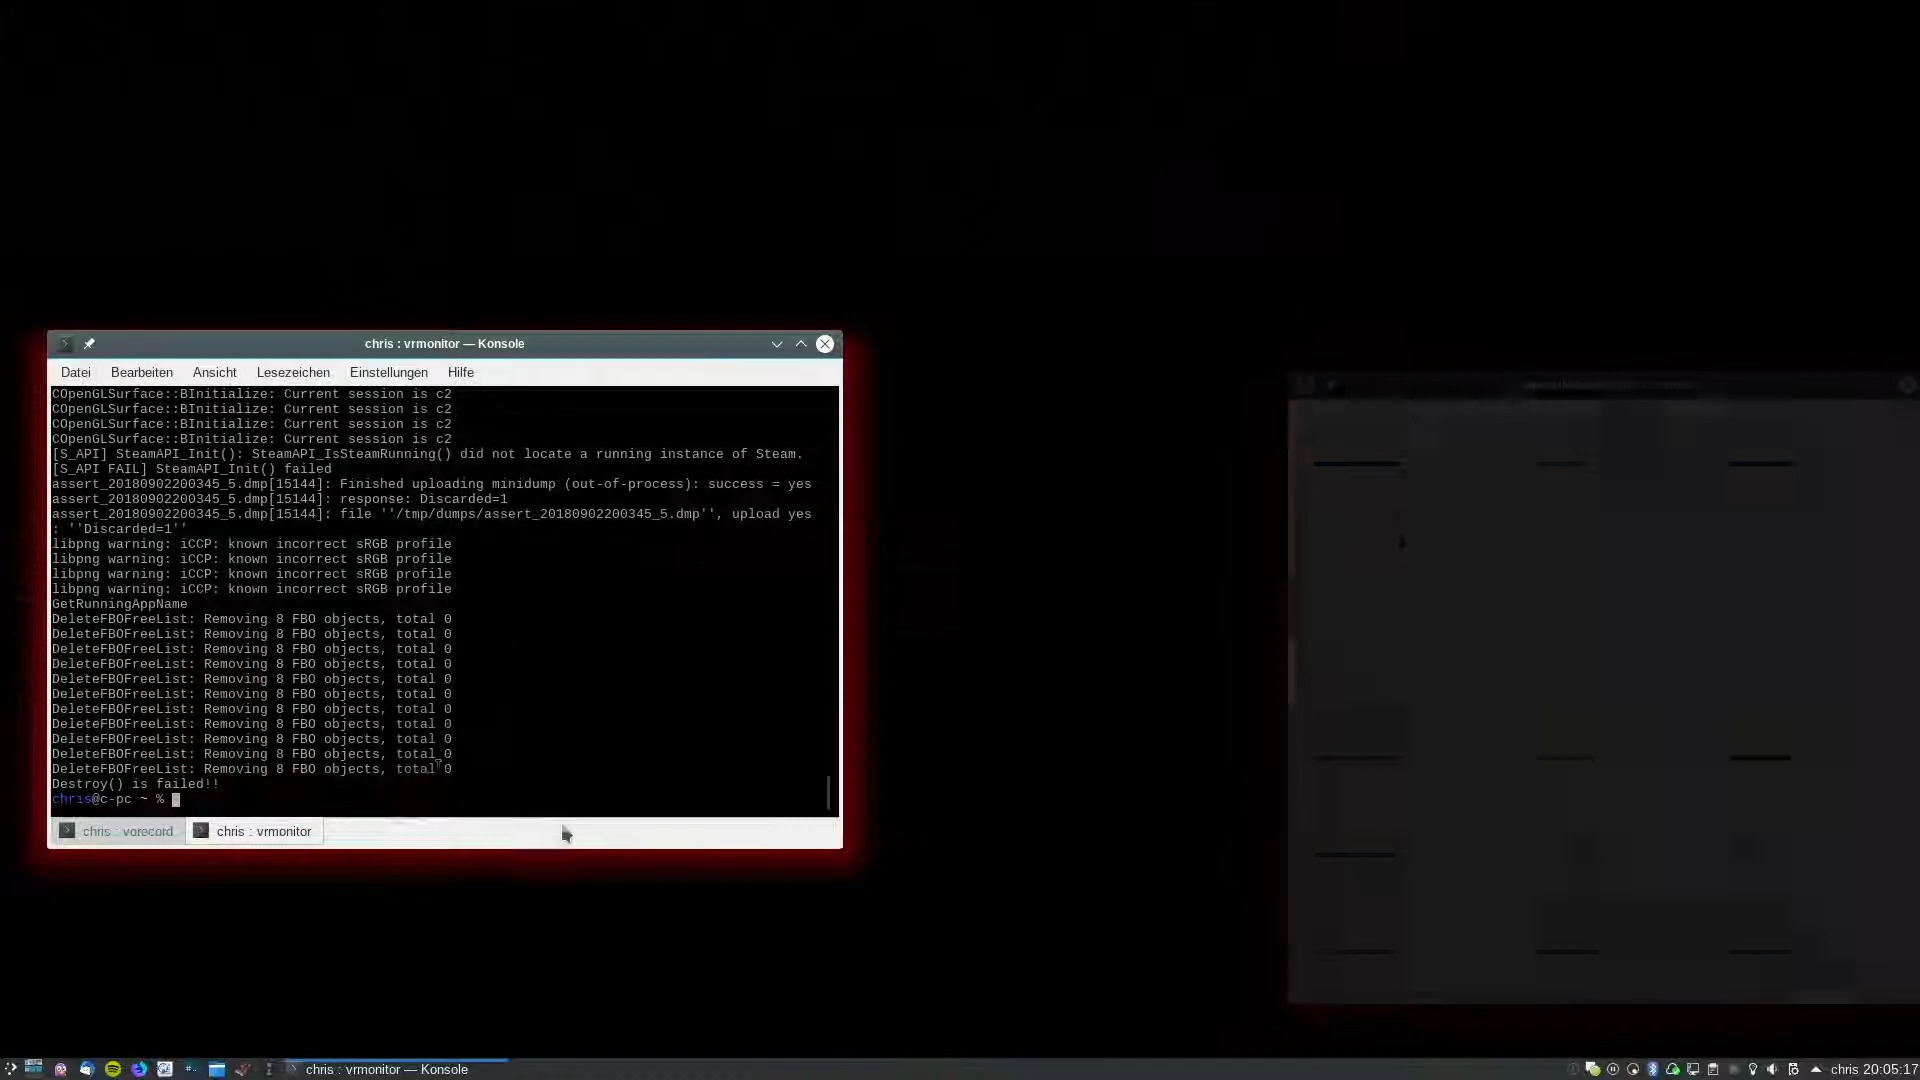 chris : vrmonitor — Konsole
Datei Bearbeiten Ansicht Lesezeichen Einstellungen Hilfe
COpenGLSurface::BInitialize: Current session is c2
COpenGLSurface::BInitialize: Current session is c2
COpenGLSurface::BInitialize: Current session is c2
COpenGLSurface::BInitialize: Current session is c2
[S_API] SteamAPI_Init(): SteamAPI_IsSteamRunning() did not locate a running instance of Steam.
[S_API FAIL] SteamAPI_Init() failed
assert_20180902200345_5.dmp[15144]: Finished uploading minidump (out-of-process): success = yes
assert_20180902200345_5.dmp[15144]: response: Discarded=1
assert_20180902200345_5.dmp[15144]: file ''/tmp/dumps/assert_20180902200345_5.dmp'', upload yes
: ''Discarded=1''
libpng warning: iCCP: known incorrect sRGB profile
libpng warning: iCCP: known incorrect sRGB profile
libpng warning: iCCP: known incorrect sRGB profile
libpng warning: iCCP: known incorrect sRGB profile
GetRunningAppName
DeleteFBOFreeList: Removing 8 FBO objects, total 0
DeleteFBOFreeList: Removing 8 FBO objects, total 0
DeleteFBOFreeList: Removing 8 FBO objects, total 0
DeleteFBOFreeList: Removing 8 FBO objects, total 0
DeleteFBOFreeList: Removing 8 FBO objects, total 0
DeleteFBOFreeList: Removing 8 FBO objects, total 0
DeleteFBOFreeList: Removing 8 FBO objects, total 0
DeleteFBOFreeList: Removing 8 FBO objects, total 0
DeleteFBOFreeList: Removing 8 FBO objects, total 0
DeleteFBOFreeList: Removing 8 FBO objects, total 0
DeleteFBOFreeList: Removing 8 FBO objects, total 0
Destroy() is failed!!
chris@c-pc ~ %
chris : vorecord chris : vrmonitor
chris : vrmonitor — Konsole chris 20:05:17